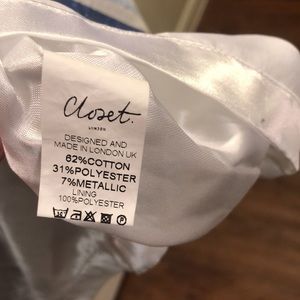 Closet.
LONDON
DESIGNED AND
MADE IN LONDON UK
62%COTTON
31%POLYESTER
7%METALLIC
LINING
100%POLYESTER